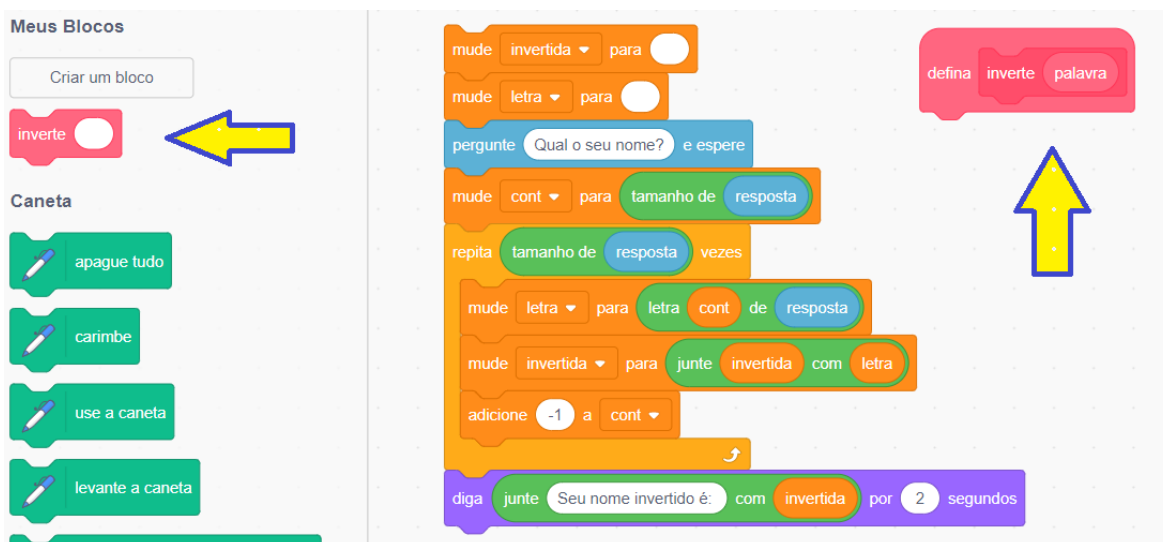 Meus Blocos
Criar um bloco
inverte
Caneta
apague tudo
carimbe
use a caneta
levante a caneta
mude invertida para
mude letra para
pergunte Qual o seu nome? e espere
mude cont para tamanho de resposta
repita tamanho de resposta vezes
mude letra para letra cont de resposta
mude invertida para junte invertida com letra
adicione -1 a cont
diga junte Seu nome invertido é: com invertida por 2 segundos
defina inverte palavra